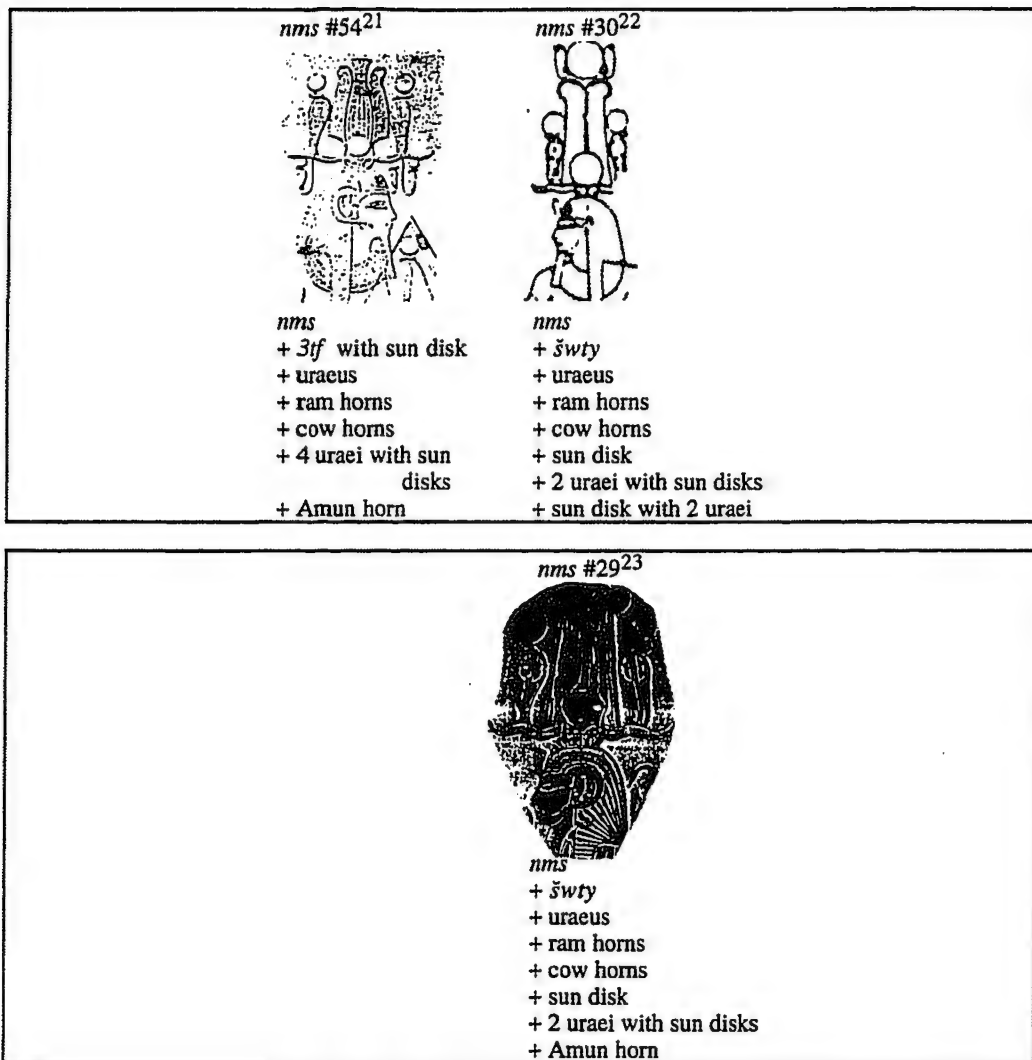 nms #54²¹
nms
+ 3tf with sun disk
+ uraeus
+ ram horns
+ cow horns
+ 4 uraei with sun
disks
+ Amun horn
nms #30²²
nms
+ šwty
+ uraeus
+ ram horns
+ cow horns
+ sun disk
+ 2 uraei with sun disks
+ sun disk with 2 uraei
nms #29²³
nms
+ šwty
+ uraeus
+ ram horns
+ cow horns
+ sun disk
+ 2 uraei with sun disks
+ Amun horn